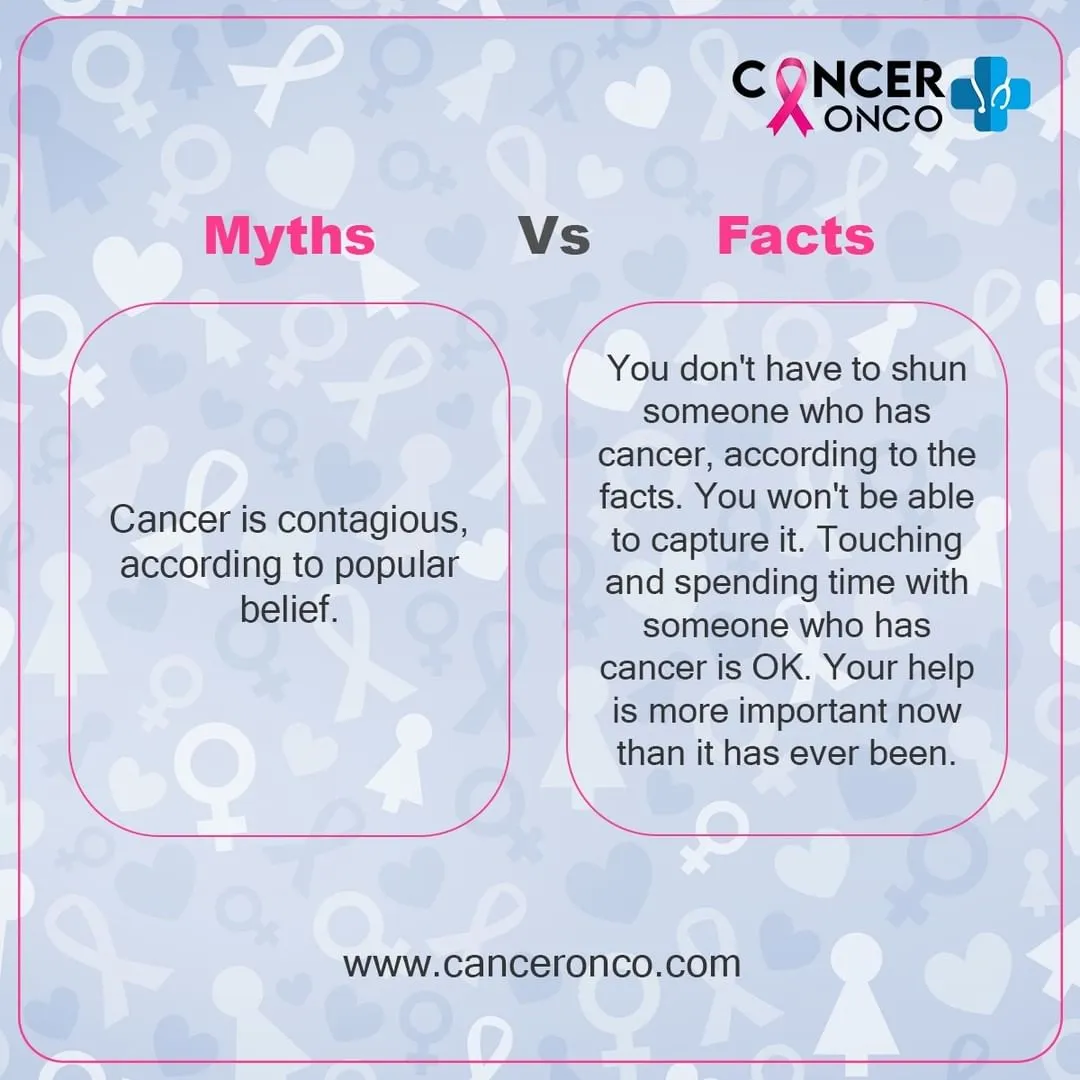 CANCER
ONCO
Myths Vs Facts
Cancer is contagious,
according to popular
belief.
You don't have to shun
someone who has
cancer, according to the
facts. You won't be able
to capture it. Touching
and spending time with
someone who has
cancer is OK. Your help
is more important now
than it has ever been.
www.canceronco.com